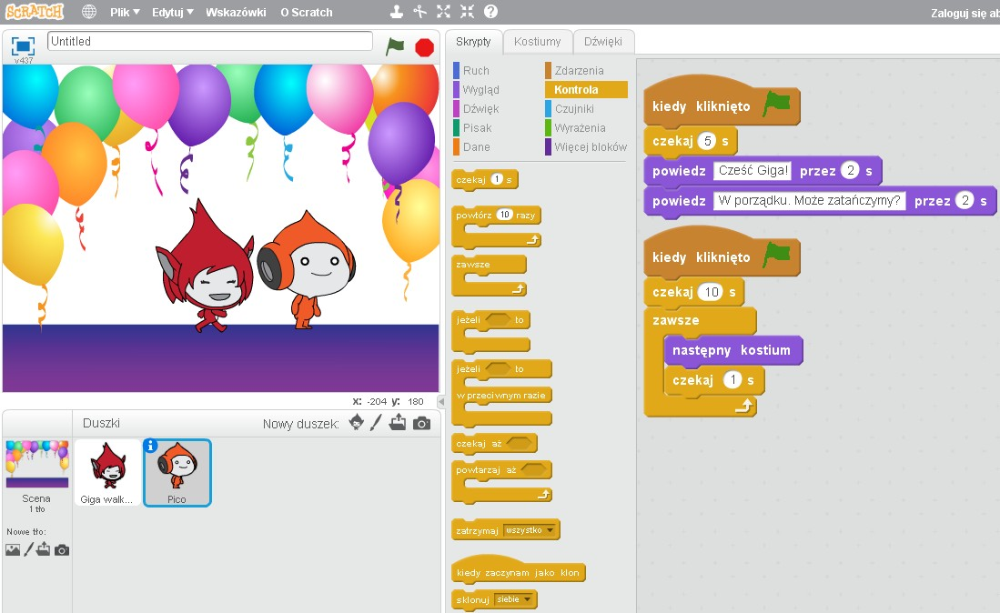 SCRATCH Plik Edytuj Wskazówki O Scratch Zaloguj się ab
Untitled
v437
Skrypty Kostiumy Dźwięki
Ruch Zdarzenia
Wygląd Kontrola
Dźwięk Czujniki
Pisak Wyrażenia
Dane Więcej bloków
czekaj 1 s
powtórz 10 razy
zawsze
jeżeli to
jeżeli to
w przeciwnym razie
czekaj aż
powtarzaj aż
zatrzymaj wszystko
kiedy zaczynam jako klon
sklonuj siebie
kiedy kliknięto
czekaj 5 s
powiedz Cześć Giga! przez 2 s
powiedz W porządku. Może zatańczymy? przez 2 s
kiedy kliknięto
czekaj 10 s
zawsze
następny kostium
czekaj 1 s
x: -204 y: 180
Duszki Nowy duszek:
Scena
1 tło
Nowe tło:
Giga walk...
Pico